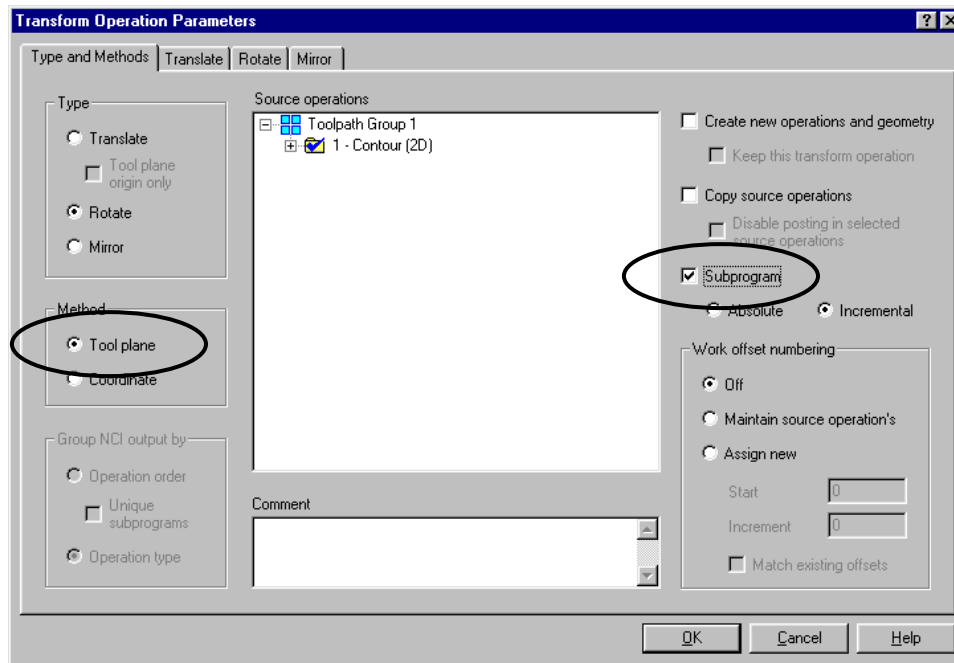 Transform Operation Parameters
Type and Methods
Translate
Rotate
Mirror
Type
Translate
Tool plane
origin only
Rotate
Mirror
Method
Tool plane
Coordinate
Group NCI output by
Operation order
Unique
subprograms
Operation type
Source operations
Toolpath Group 1
1 - Contour (2D)
Comment
Create new operations and geometry
Keep this transform operation
Copy source operations
Disable posting in selected
source operations
Subprogram
Absolute
Incremental
Work offset numbering
Off
Maintain source operation's
Assign new
Start
0
Increment
0
Match existing offsets
OK
Cancel
Help